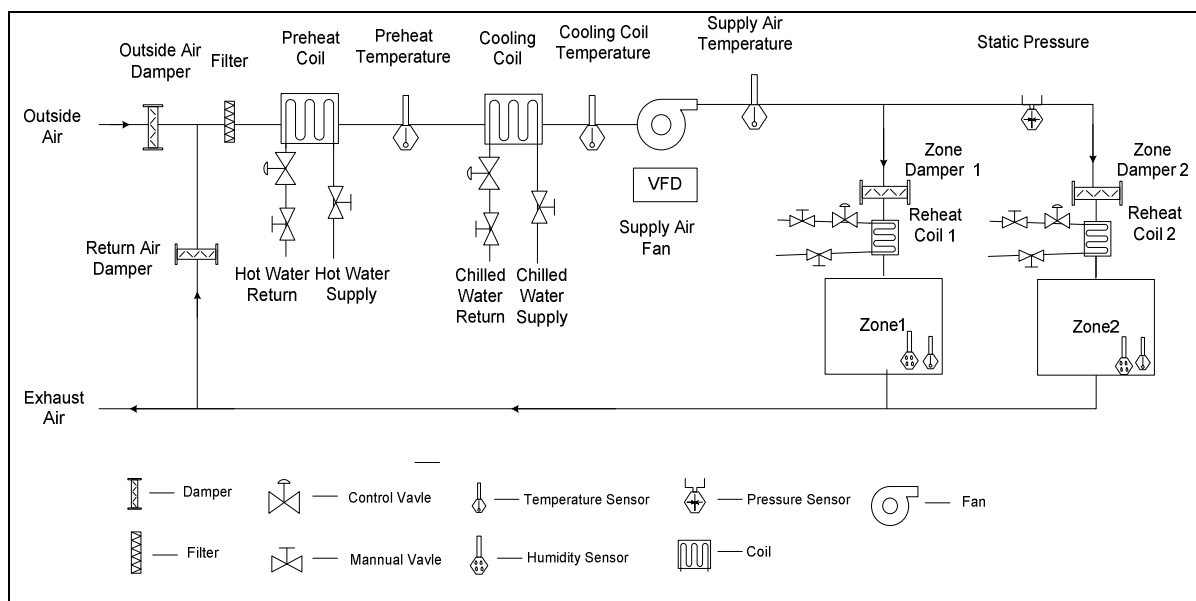 Outside Air
Damper
Filter
Preheat
Coil
Preheat
Temperature
Cooling
Coil
Cooling Coil
Temperature
Supply Air
Temperature
Static Pressure
Outside
Air
VFD
Supply Air
Fan
Zone
Damper 1
Zone
Damper 2
Reheat
Coil 1
Reheat
Coil 2
Return Air
Damper
Hot Water
Return
Hot Water
Supply
Chilled
Water
Return
Chilled
Water
Supply
Zone1
Zone2
Exhaust
Air
Damper
Control Vavle
Temperature Sensor
Pressure Sensor
Fan
Filter
Mannual Vavle
Humidity Sensor
Coil